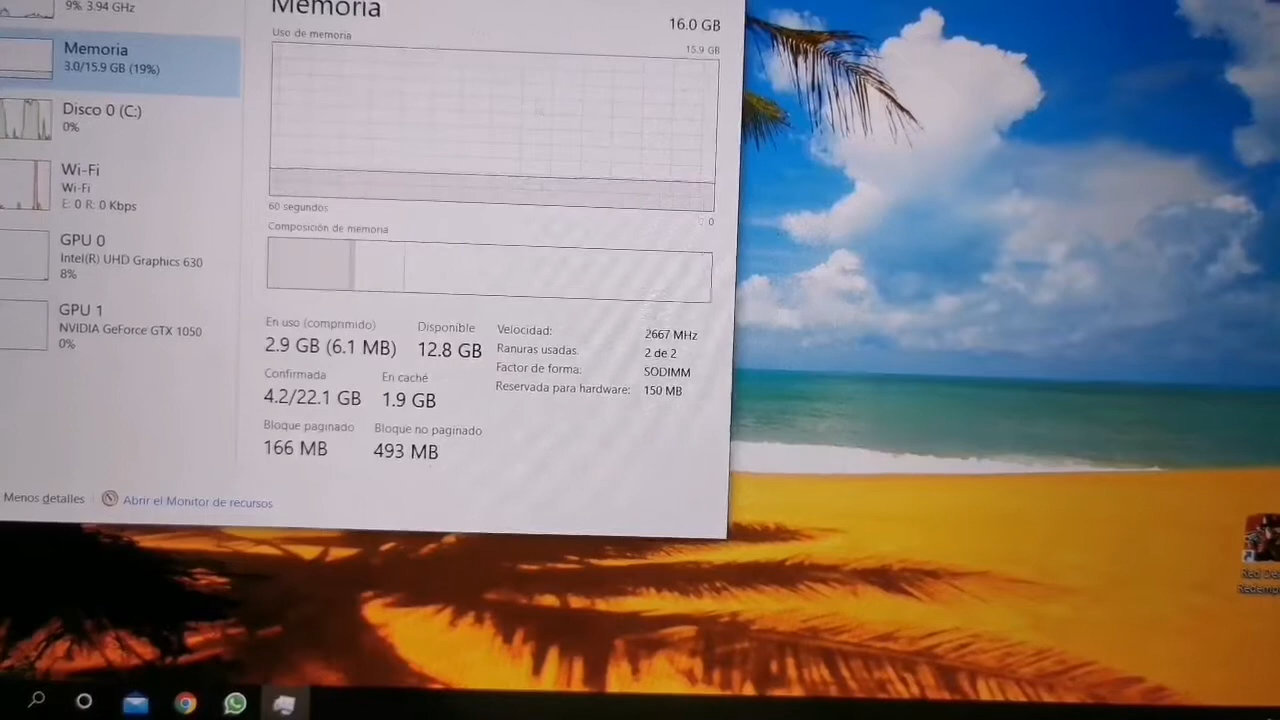 9% 3.94 GHz
Memoria
3.0/15.9 GB (19%)
Disco 0 (C:)
0%
Wi-Fi
Wi-Fi
E: 0 R: 0 Kbps
GPU 0
Intel(R) UHD Graphics 630
8%
GPU 1
NVIDIA GeForce GTX 1050
0%
Memoria
16.0 GB
Uso de memoria
15.9 GB
60 segundos
0
Composición de memoria
En uso (comprimido)
2.9 GB (6.1 MB)
Disponible
12.8 GB
Confirmada
4.2/22.1 GB
En caché
1.9 GB
Bloque paginado
166 MB
Bloque no paginado
493 MB
Velocidad:
2667 MHz
Ranuras usadas:
2 de 2
Factor de forma:
SODIMM
Reservada para hardware:
150 MB
Menos detalles
Abrir el Monitor de recursos
Red